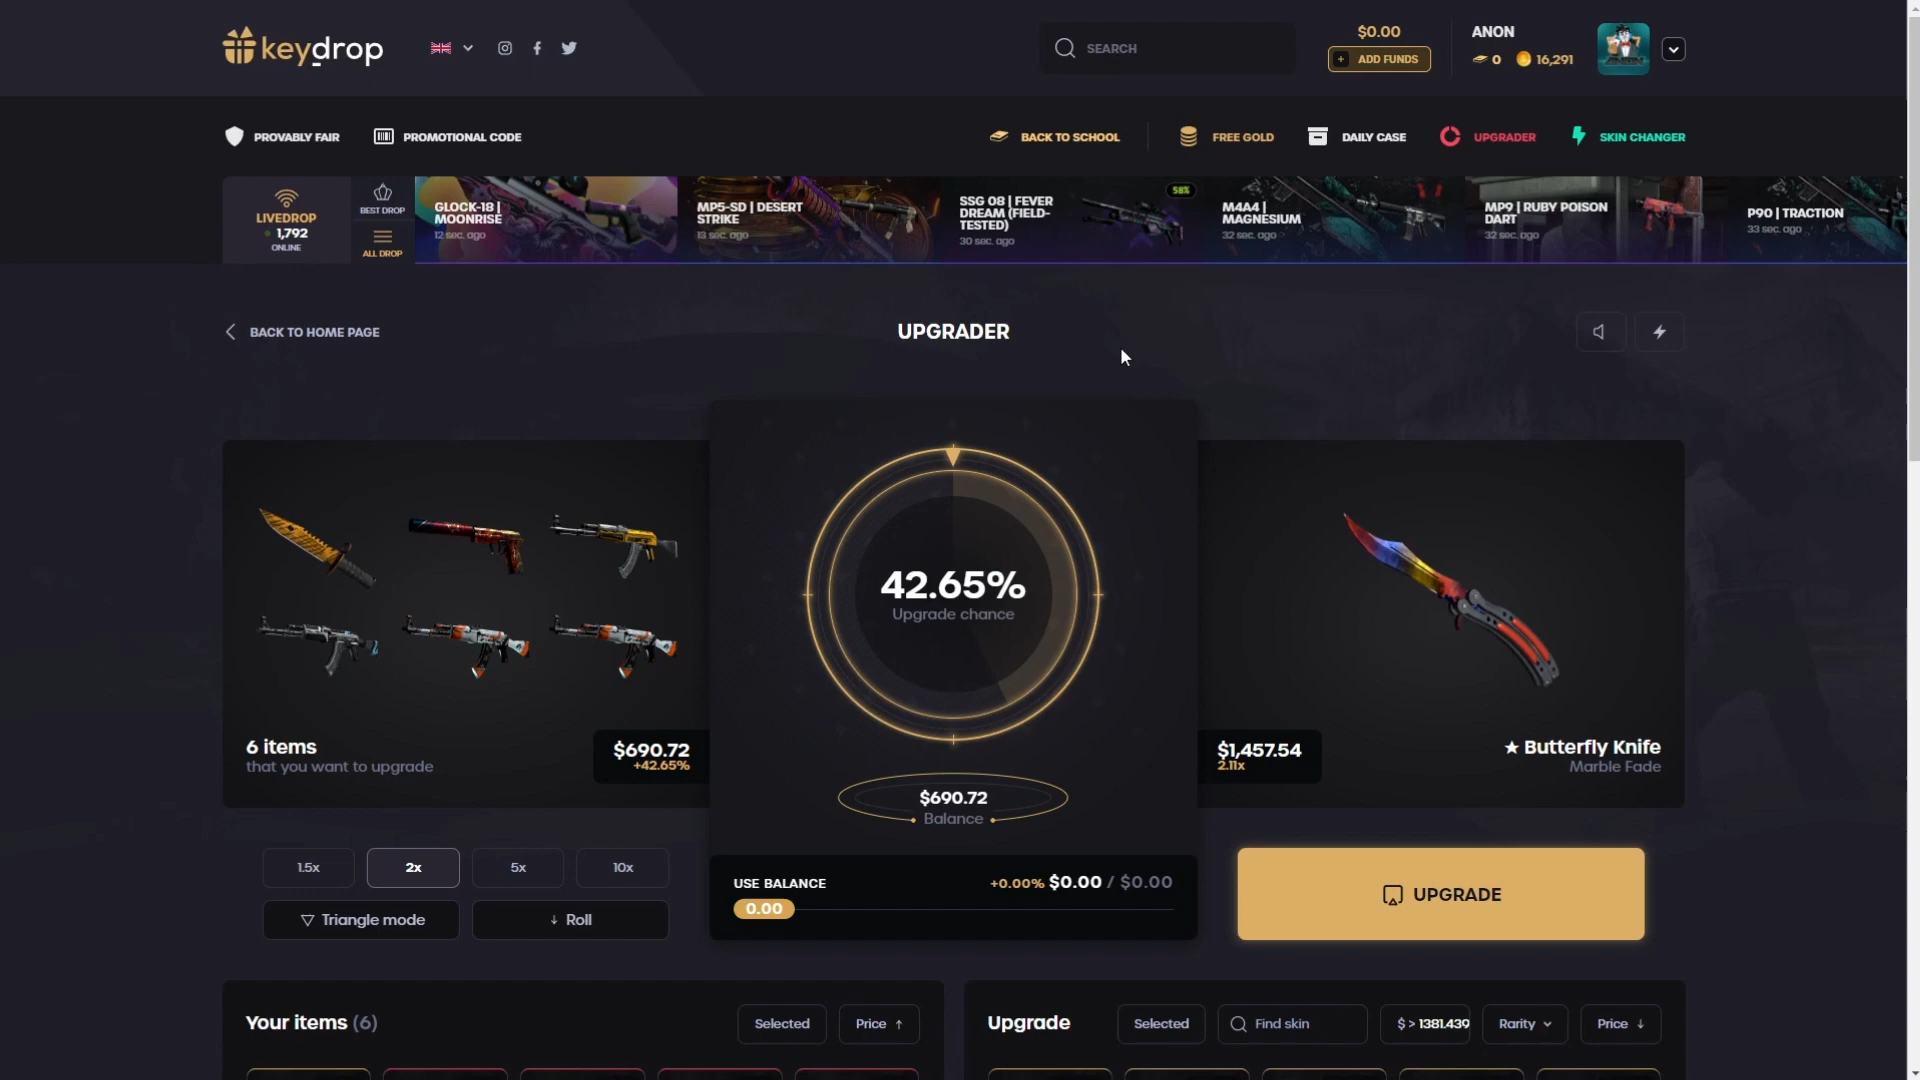 keydrop
SEARCH
$0.00
+ ADD FUNDS
ANON
0 16,291
PROVABLY FAIR
PROMOTIONAL CODE
BACK TO SCHOOL
FREE GOLD
DAILY CASE
UPGRADER
SKIN CHANGER
LIVEDROP
1,792
ONLINE
BEST DROP
ALL DROP
GLOCK-18 |
MOONRISE
12 sec. ago
MP5-SD | DESERT
STRIKE
13 sec. ago
SSG 08 | FEVER
DREAM (FIELD-
TESTED)
30 sec. ago
58%
M4A4 |
MAGNESIUM
32 sec. ago
MP9 | RUBY POISON
DART
32 sec. ago
P90 | TRACTION
33 sec. ago
BACK TO HOME PAGE
UPGRADER
42.65%
Upgrade chance
6 items
that you want to upgrade
$690.72
+42.65%
$690.72
Balance
$1,457.54
2.11x
★ Butterfly Knife
Marble Fade
1.5x
2x
5x
10x
Triangle mode
Roll
USE BALANCE
+0.00% $0.00 / $0.00
0.00
UPGRADE
Your items (6)
Selected
Price ↑
Upgrade
Selected
Find skin
$ > 1381.439
Rarity
Price ↓